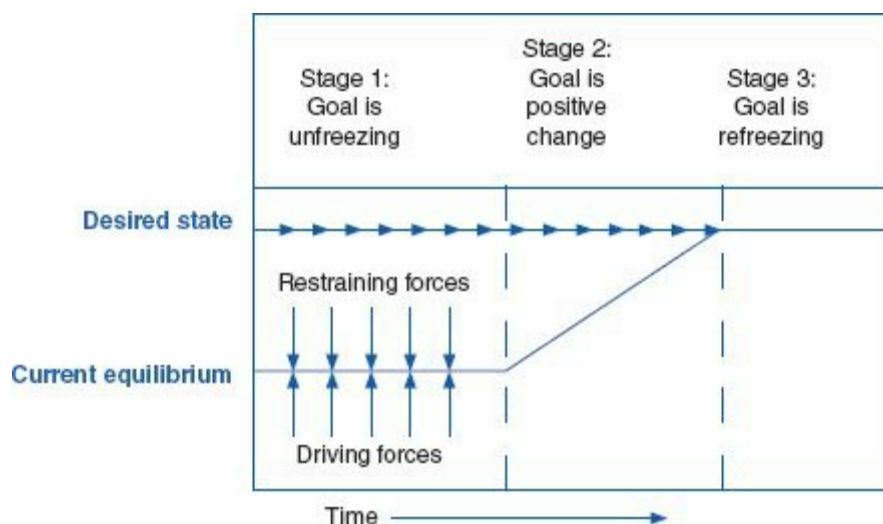 Stage 1:
Goal is
unfreezing
Stage 2:
Goal is
positive
change
Stage 3:
Goal is
refreezing
Desired state
Restraining forces
Current equilibrium
Driving forces
Time